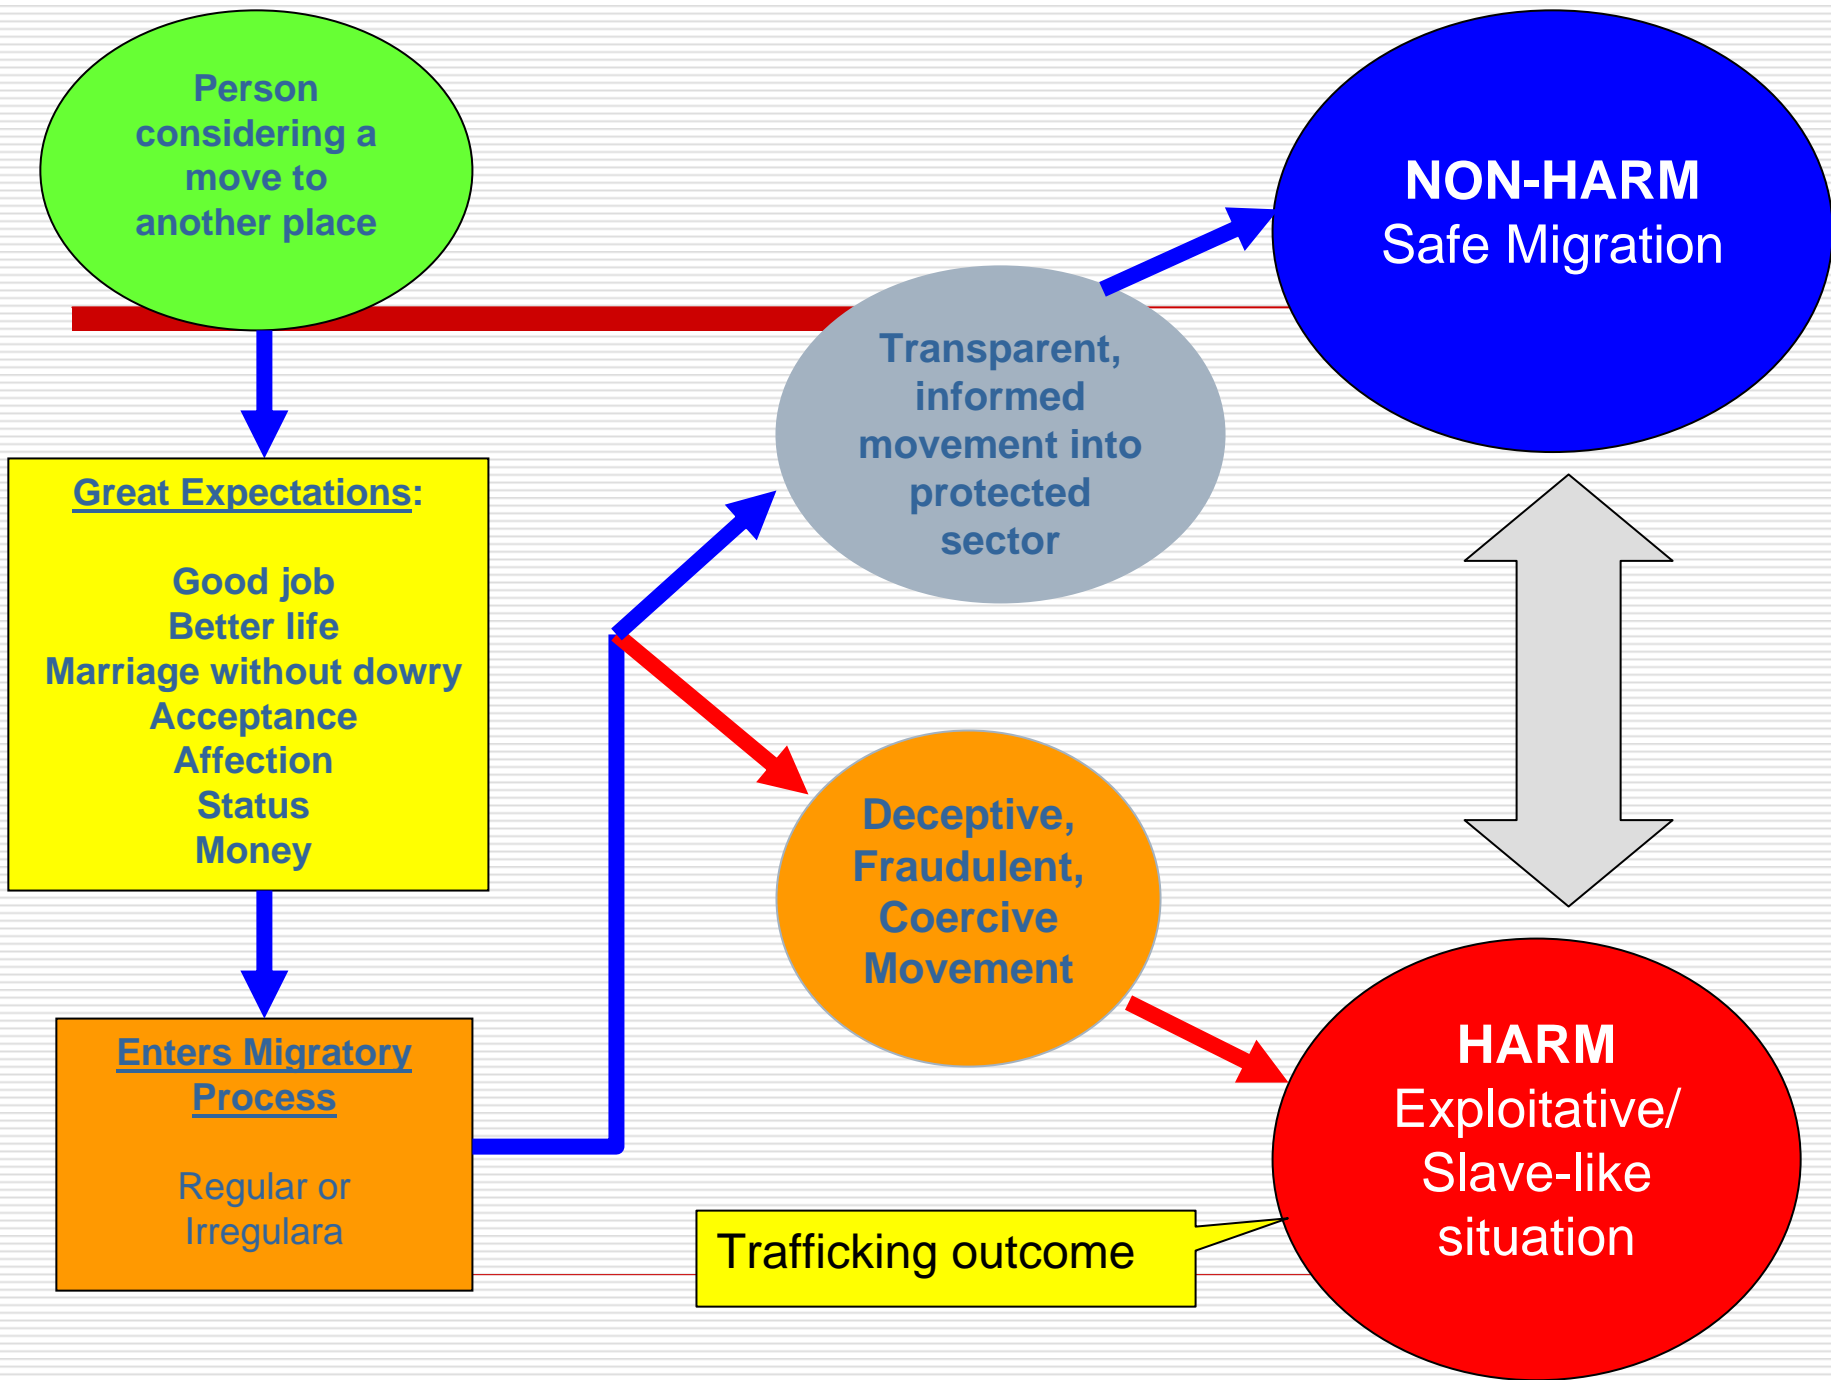 Person
considering a
move to
another place
Great Expectations:
Good job
Better life
Marriage without dowry
Acceptance
Affection
Status
Money
Enters Migratory
Process
Regular or
Irregulara
Transparent,
informed
movement into
protected
sector
Deceptive,
Fraudulent,
Coercive
Movement
NON-HARM
Safe Migration
HARM
Exploitative/
Slave-like
situation
Trafficking outcome